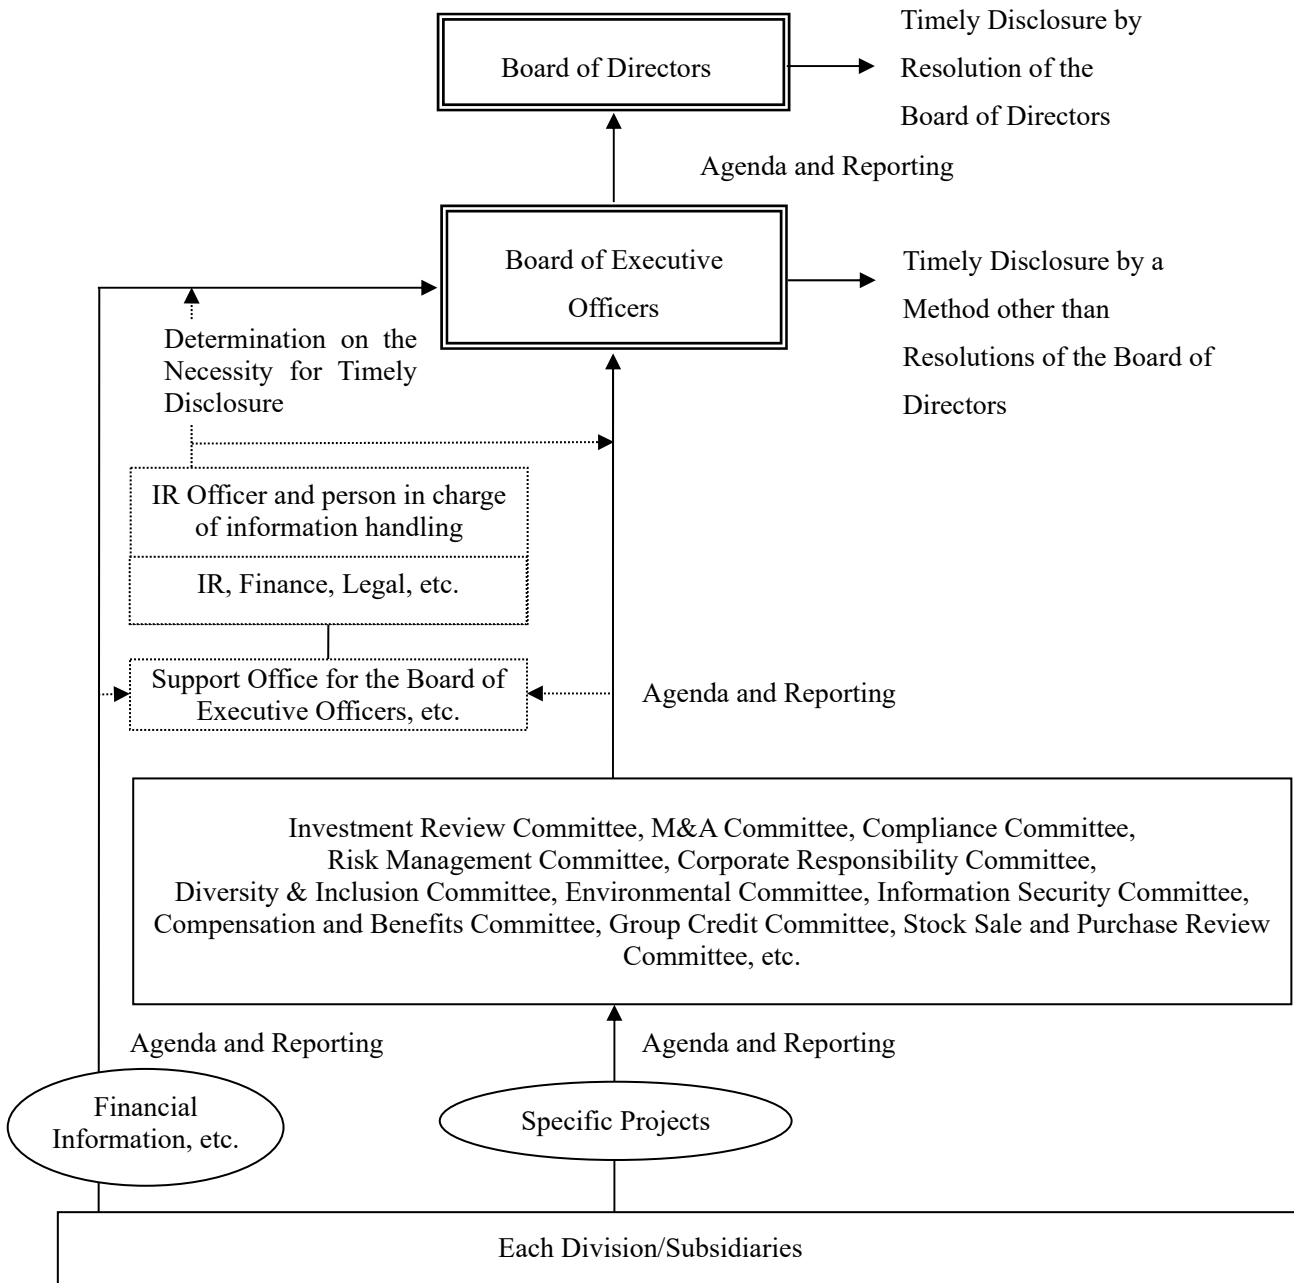 Board of Directors
Timely Disclosure by
Resolution of the
Board of Directors
Agenda and Reporting
Board of Executive
Officers
Timely Disclosure by a
Method other than
Resolutions of the Board of
Directors
Determination on the
Necessity for Timely
Disclosure
IR Officer and person in charge
of information handling
IR, Finance, Legal, etc.
Support Office for the Board of
Executive Officers, etc.
Agenda and Reporting
Investment Review Committee, M&A Committee, Compliance Committee,
Risk Management Committee, Corporate Responsibility Committee,
Diversity & Inclusion Committee, Environmental Committee, Information Security Committee,
Compensation and Benefits Committee, Group Credit Committee, Stock Sale and Purchase Review
Committee, etc.
Agenda and Reporting
Agenda and Reporting
Financial
Information, etc.
Specific Projects
Each Division/Subsidiaries